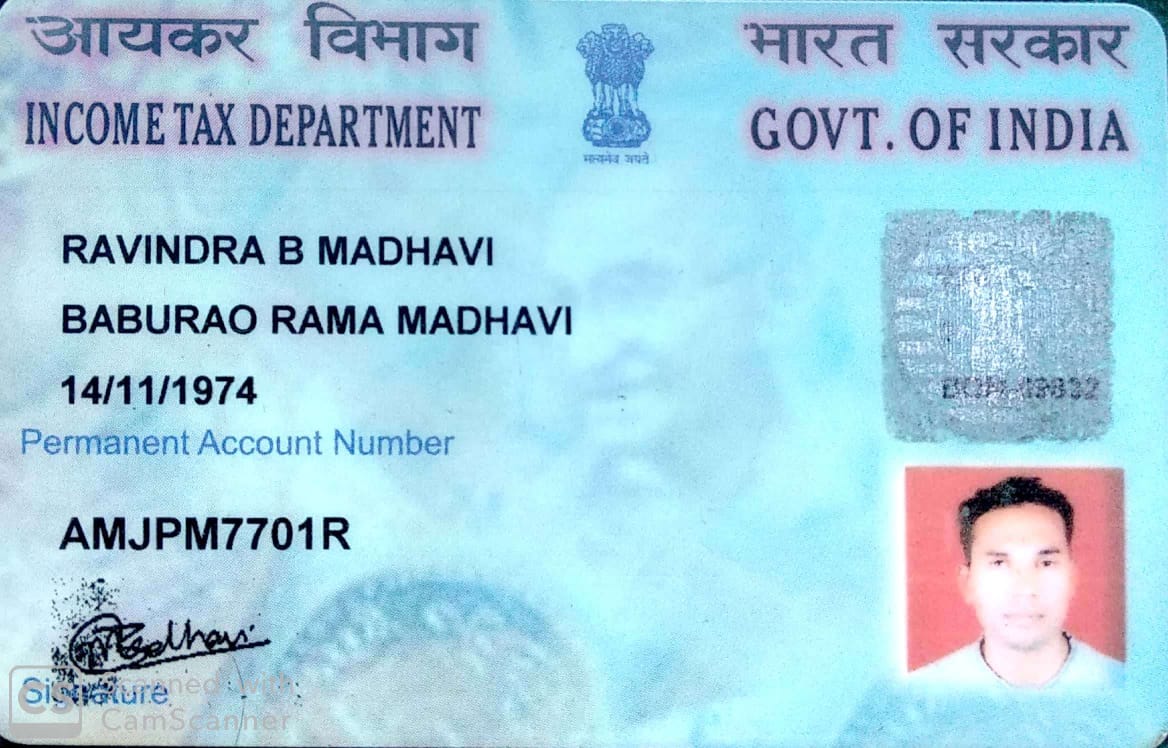 आयकर विभाग
INCOME TAX DEPARTMENT
सत्यमेव जयते
भारत सरकार
GOVT. OF INDIA
RAVINDRA B MADHAVI
BABURAO RAMA MADHAVI
14/11/1974
Permanent Account Number
AMJPM7701R
Signature
CS
Scanned with
CamScanner